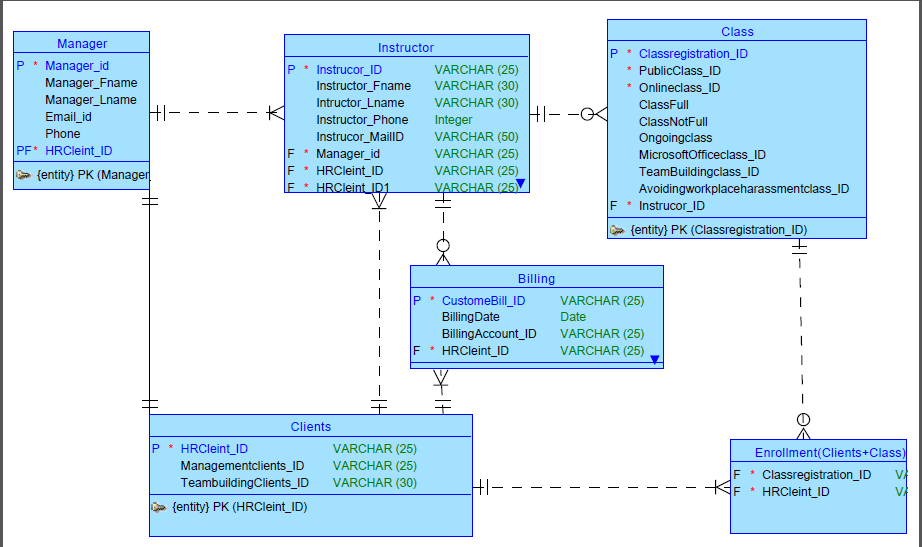 Manager
P * Manager_id
Manager_Fname
Manager_Lname
Email_id
Phone
PF* HRCleint_ID
{entity} PK (Manager
Instructor
P * Instrucor_ID VARCHAR (25)
Instructor_Fname VARCHAR (30)
Intructor_Lname VARCHAR (30)
Instructor_Phone Integer
Instrucor_MailID VARCHAR (50)
F * Manager_id VARCHAR (25)
F * HRCleint_ID VARCHAR (25)
F * HRCleint_ID1 VARCHAR (25)
Class
P * Classregistration_ID
* PublicClass_ID
* Onlineclass_ID
ClassFull
ClassNotFull
Ongoingclass
MicrosoftOfficeclass_ID
TeamBuildingclass_ID
Avoidingworkplaceharassmentclass_ID
F * Instrucor_ID
{entity} PK (Classregistration_ID)
Billing
P * CustomeBill_ID VARCHAR (25)
BillingDate Date
BillingAccount_ID VARCHAR (25)
F * HRCleint_ID VARCHAR (25)
Clients
P * HRCleint_ID VARCHAR (25)
Managementclients_ID VARCHAR (25)
TeambuildingClients_ID VARCHAR (30)
{entity} PK (HRCleint_ID)
Enrollment(Clients+Class)
F * Classregistration_ID VA
F * HRCleint_ID VA